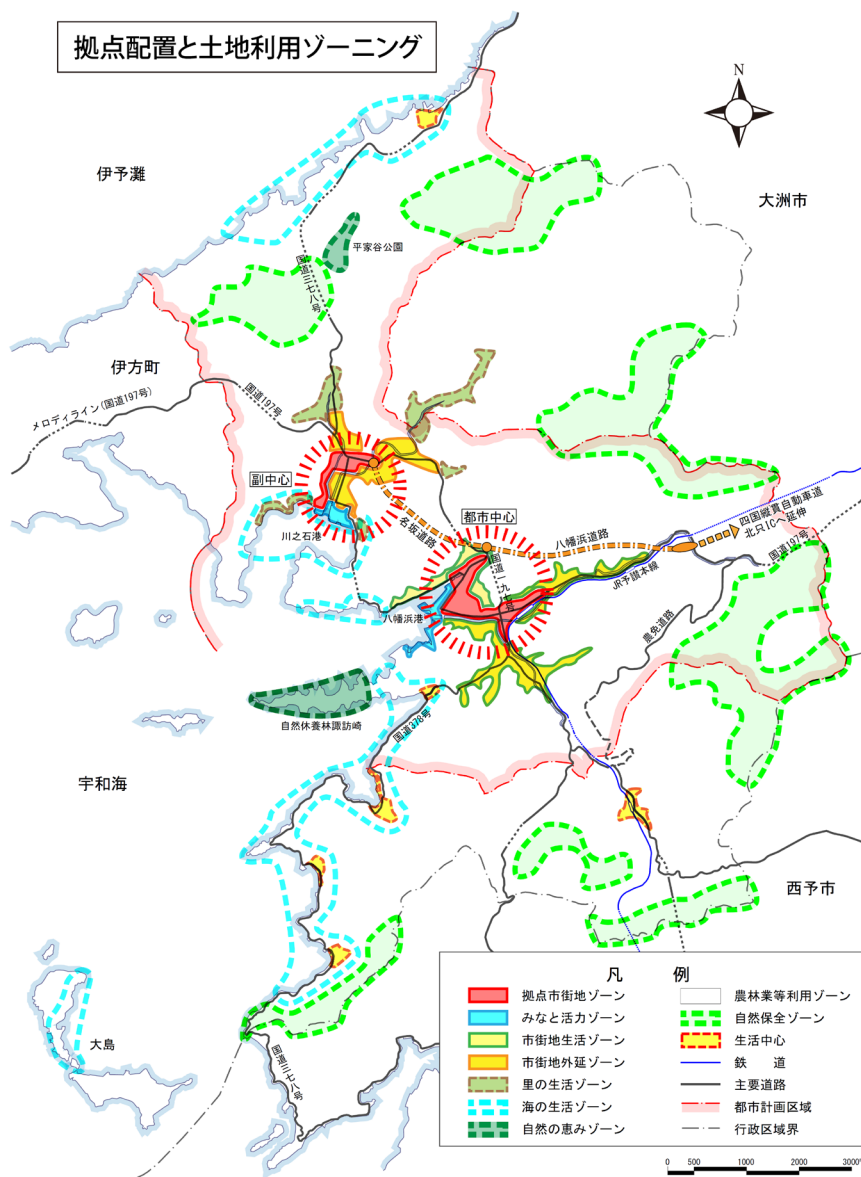 拠点配置と土地利用ゾーニング
N
伊予灘
大洲市
平家谷公園
国道三七八号
伊方町
メロディライン(国道197号)
国道197号
副中心
川之石港
名坂道路
都市中心
国道一九七号
八幡浜道路
四国縦貫自動車道
北只ICへ延伸
国道197号
JR予讃本線
八幡浜港
農免道路
自然休養林諏訪崎
国道378号
宇和海
西予市
大島
国道三七八号
凡 例
拠点市街地ゾーン
みなと活力ゾーン
市街地生活ゾーン
市街地外延ゾーン
里の生活ゾーン
海の生活ゾーン
自然の恵みゾーン
農林業等利用ゾーン
自然保全ゾーン
生活中心
鉄 道
主要道路
都市計画区域
行政区域界
0 500 1000 2000 3000m